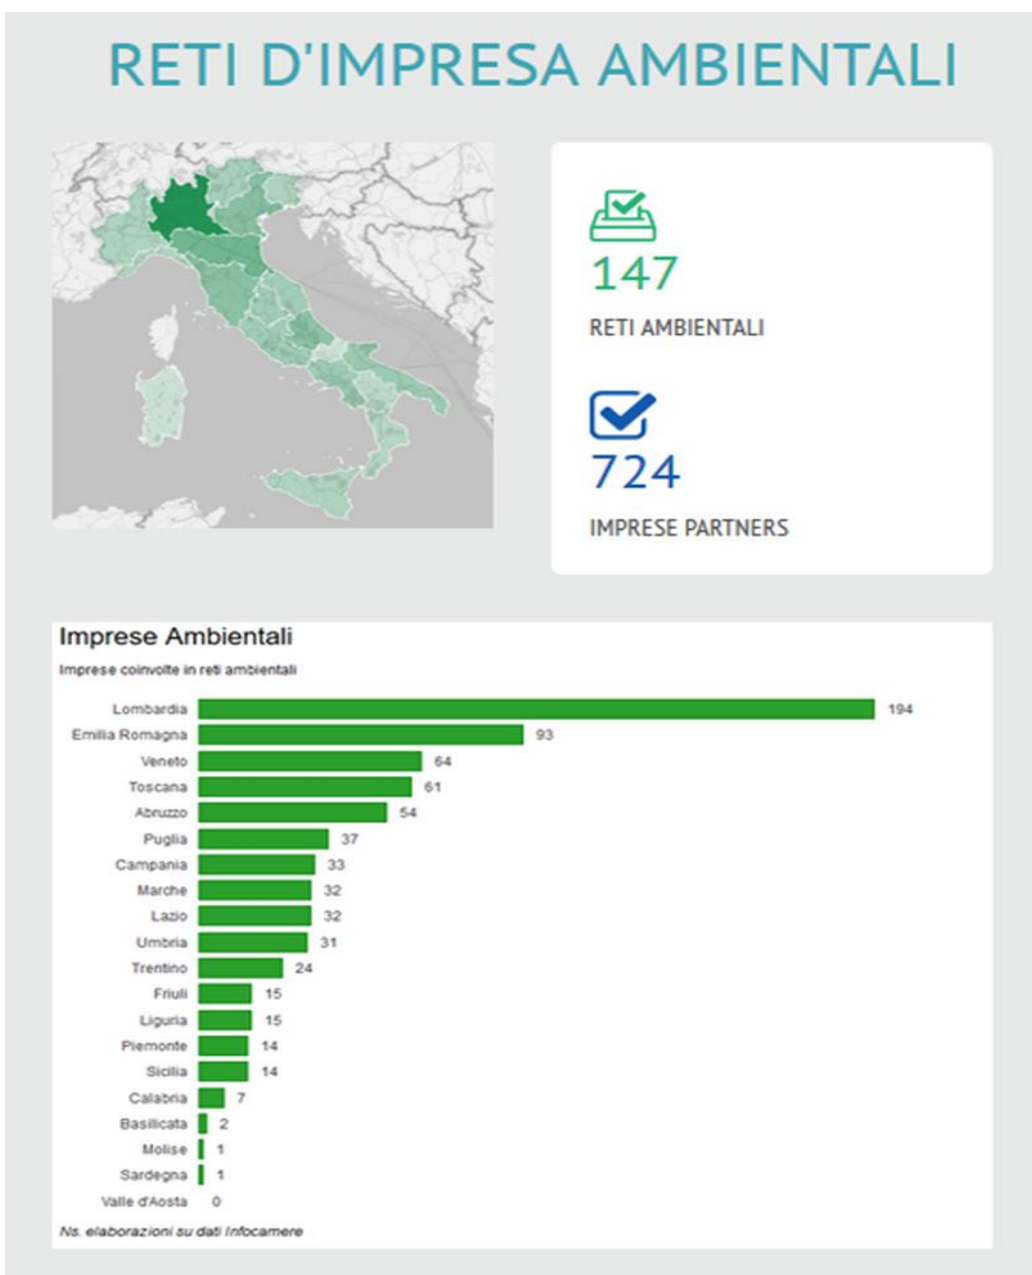 RETI D'IMPRESA AMBIENTALI
147
RETI AMBIENTALI
724
IMPRESE PARTNERS
Imprese Ambientali
Imprese coinvolte in reti ambientali
Lombardia 194
Emilia Romagna 93
Veneto 64
Toscana 61
Abruzzo 54
Puglia 37
Campania 33
Marche 32
Lazio 32
Umbria 31
Trentino 24
Friuli 15
Liguria 15
Piemonte 14
Sicilia 14
Calabria 7
Basilicata 2
Molise 1
Sardegna 1
Valle d'Aosta 0
Ns. elaborazioni su dati Infocamere